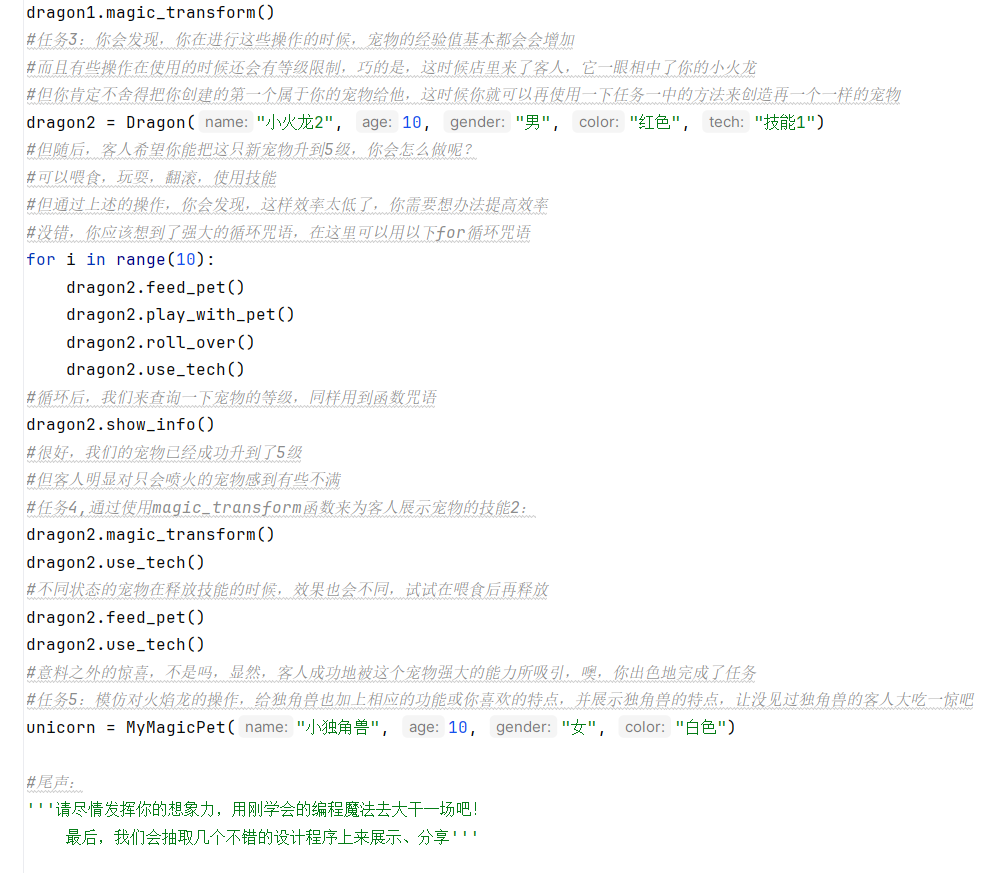 dragon1.magic_transform()
#任务3：你会发现，你在进行这些操作的时候，宠物的经验值基本都会会增加
#而且有些操作在使用的时候还会有等级限制，巧的是，这时候店里来了客人，它一眼相中了你的小火龙
#但你肯定不舍得把你创建的第一个属于你的宠物给他，这时候你就可以再使用一下任务一中的方法来创造再一个一样的宠物
dragon2 = Dragon( name: "小火龙2", age: 10, gender: "男", color: "红色", tech: "技能1")
#但随后，客人希望你能把这只新宠物升到5级，你会怎么做呢？
#可以喂食，玩耍，翻滚，使用技能
#但通过上述的操作，你会发现，这样效率太低了，你需要想办法提高效率
#没错，你应该想到了强大的循环咒语，在这里可以用以下for循环咒语
for i in range(10):
    dragon2.feed_pet()
    dragon2.play_with_pet()
    dragon2.roll_over()
    dragon2.use_tech()
#循环后，我们来查询一下宠物的等级，同样用到函数咒语
dragon2.show_info()
#很好，我们的宠物已经成功升到了5级
#但客人明显对只会喷火的宠物感到有些不满
#任务4,通过使用magic_transform函数来为客人展示宠物的技能2：
dragon2.magic_transform()
dragon2.use_tech()
#不同状态的宠物在释放技能的时候，效果也会不同，试试在喂食后再释放
dragon2.feed_pet()
dragon2.use_tech()
#意料之外的惊喜，不是吗，显然，客人成功地被这个宠物强大的能力所吸引，噢，你出色地完成了任务
#任务5：模仿对火焰龙的操作，给独角兽也加上相应的功能或你喜欢的特点，并展示独角兽的特点，让没见过独角兽的客人大吃一惊吧
unicorn = MyMagicPet( name: "小独角兽", age: 10, gender: "女", color: "白色")
#尾声：
'''请尽情发挥你的想象力，用刚学会的编程魔法去大干一场吧！
    最后，我们会抽取几个不错的设计程序上来展示、分享'''